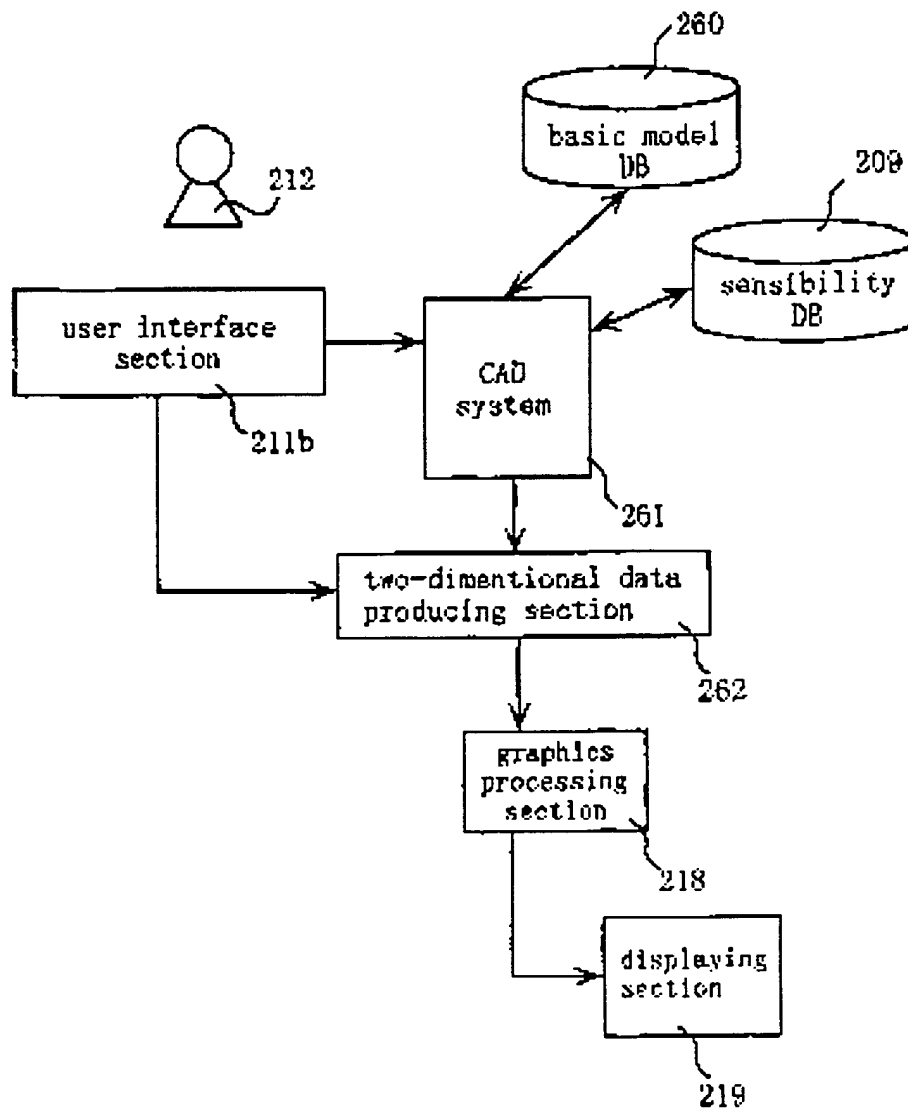 260
basic model
DB
212
209
sensibility
DB
user interface
section
CAD
system
211b
261
two-dimentional data
producing section
262
graphics
processing
section
218
displaying
section
219